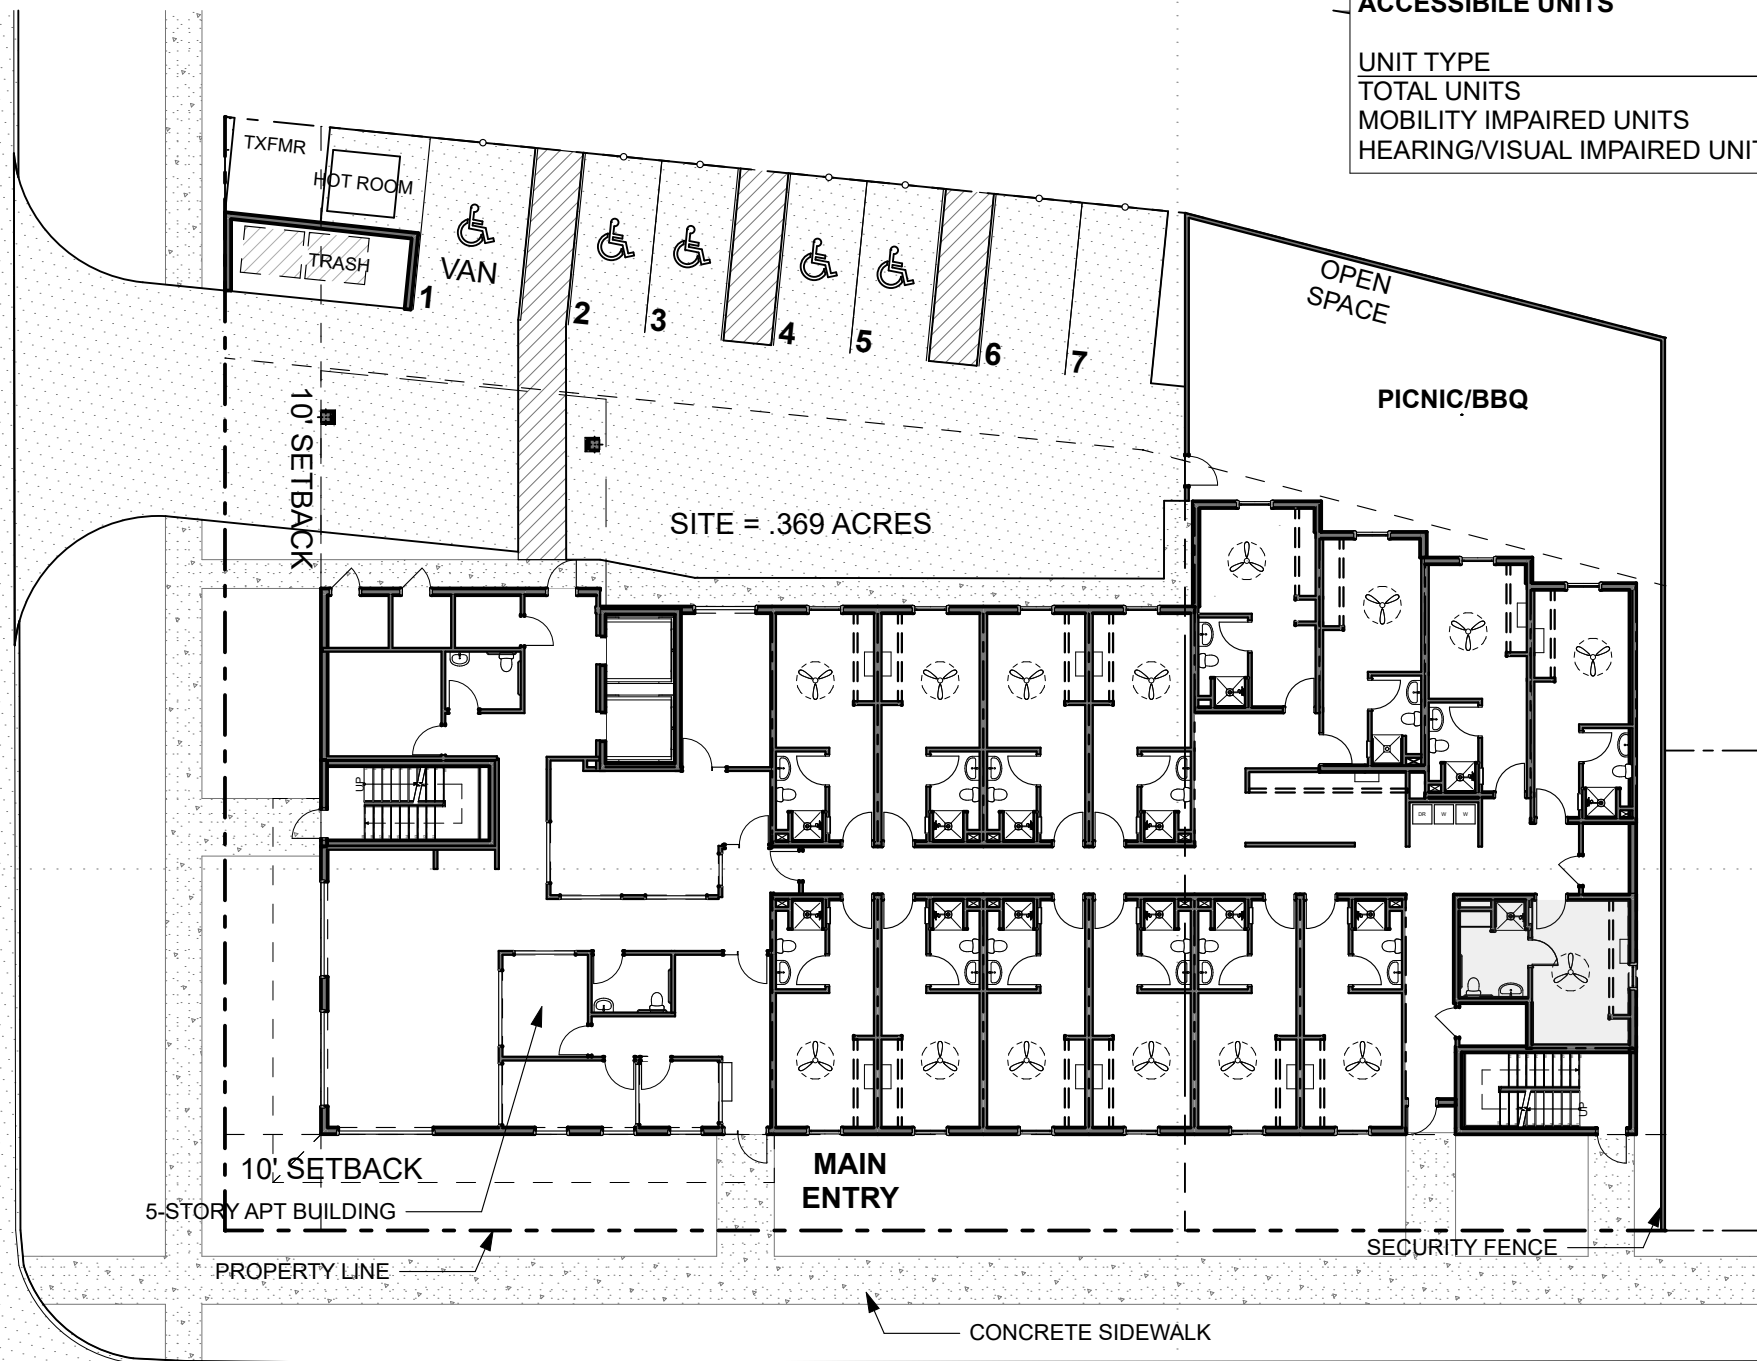 ACCESSIBILE UNITS
UNIT TYPE
TOTAL UNITS
MOBILITY IMPAIRED UNITS
HEARING/VISUAL IMPAIRED UNIT
TXFMR
HOT ROOM
TRASH
1
VAN
2
3
4
5
6
7
OPEN
SPACE
PICNIC/BBQ
10' SETBACK
SITE = .369 ACRES
UP
DR
W
W
UP
10' SETBACK
MAIN
ENTRY
5-STORY APT BUILDING
PROPERTY LINE
SECURITY FENCE
CONCRETE SIDEWALK